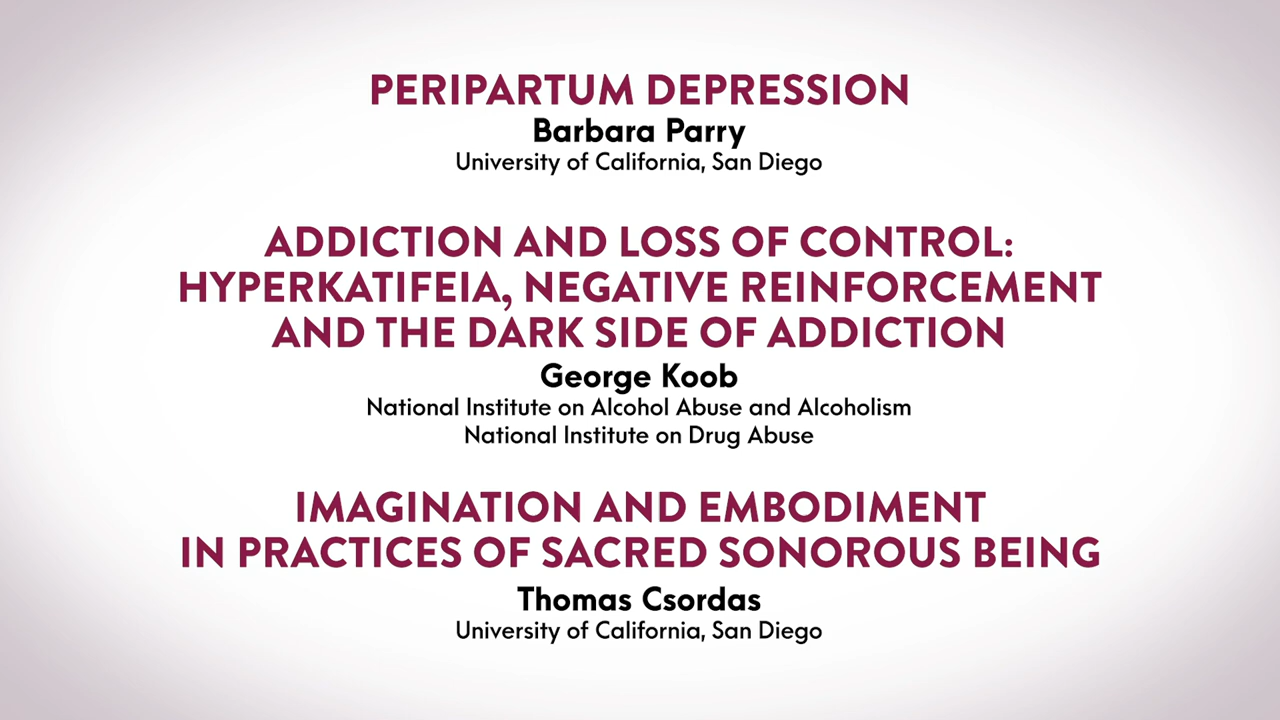 PERIPARTUM DEPRESSION
Barbara Parry
University of California, San Diego
ADDICTION AND LOSS OF CONTROL:
HYPERKATIFEIA, NEGATIVE REINFORCEMENT
AND THE DARK SIDE OF ADDICTION
George Koob
National Institute on Alcohol Abuse and Alcoholism
National Institute on Drug Abuse
IMAGINATION AND EMBODIMENT
IN PRACTICES OF SACRED SONOROUS BEING
Thomas Csordas
University of California, San Diego